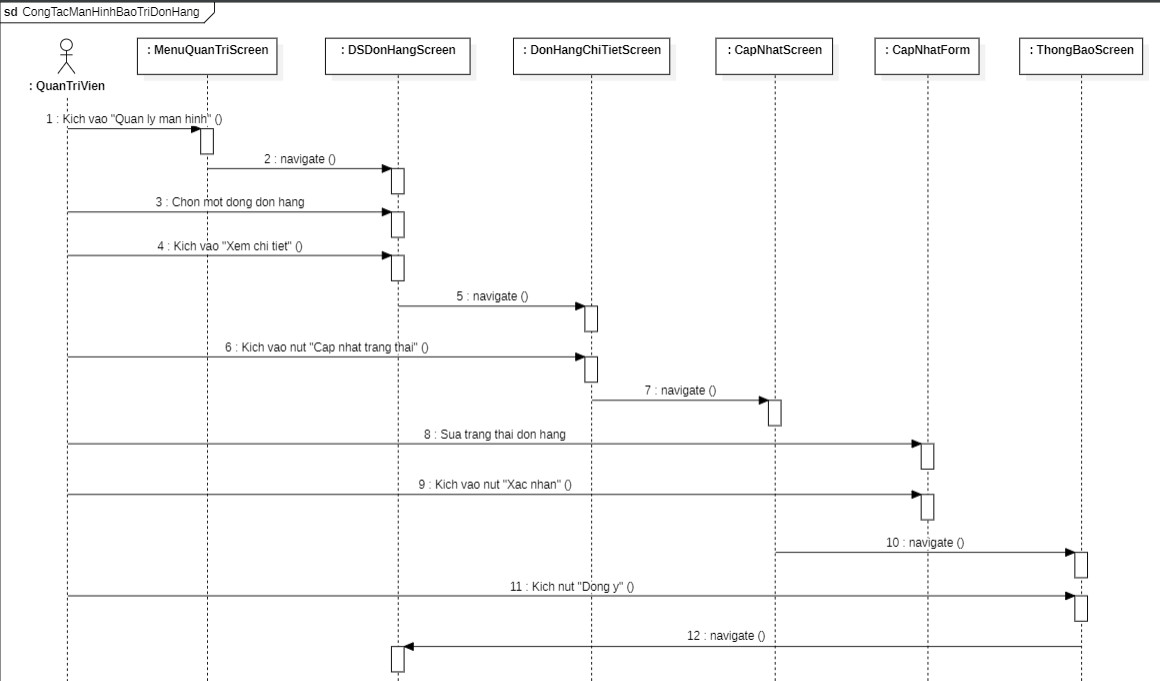 sd CongTacManHinhBaoTriDonHang
: QuanTriVien
: MenuQuanTriScreen
: DSDonHangScreen
: DonHangChiTietScreen
: CapNhatScreen
: CapNhatForm
: ThongBaoScreen
1 : Kich vao "Quan ly man hinh" ()
2 : navigate ()
3 : Chon mot dong don hang
4 : Kich vao "Xem chi tiet" ()
5 : navigate ()
6 : Kich vao nut "Cap nhat trang thai" ()
7 : navigate ()
8 : Sua trang thai don hang
9 : Kich vao nut "Xac nhan" ()
10 : navigate ()
11 : Kich nut "Dong y" ()
12 : navigate ()